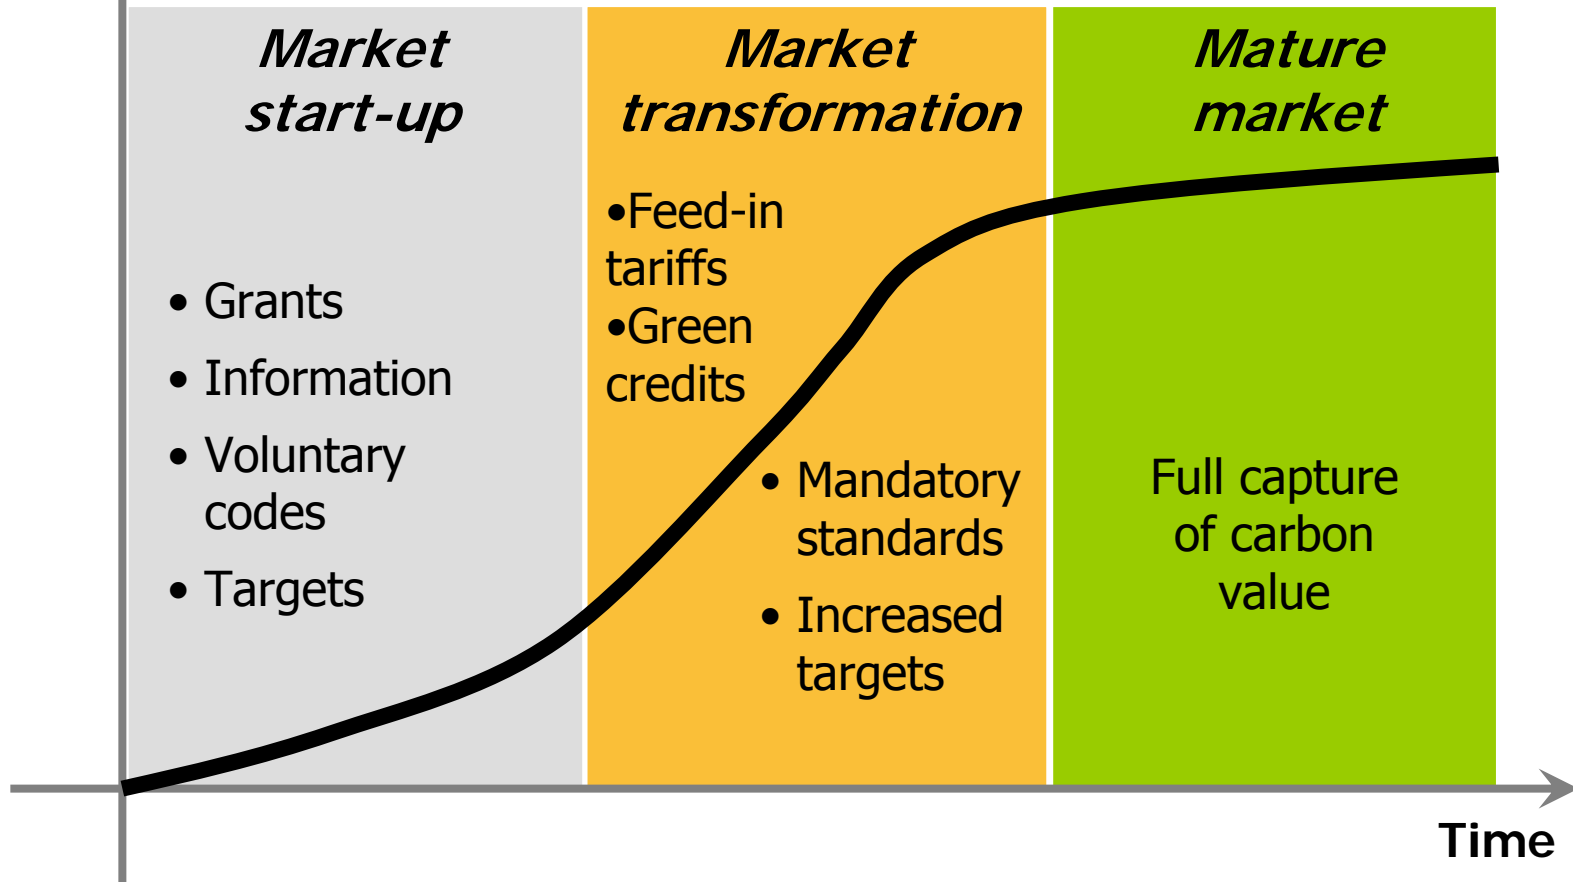 Market
start-up
• Grants
• Information
• Voluntary
codes
• Targets
Market
transformation
•Feed-in
tariffs
•Green
credits
• Mandatory
standards
• Increased
targets
Mature
market
Full capture
of carbon
value
Time